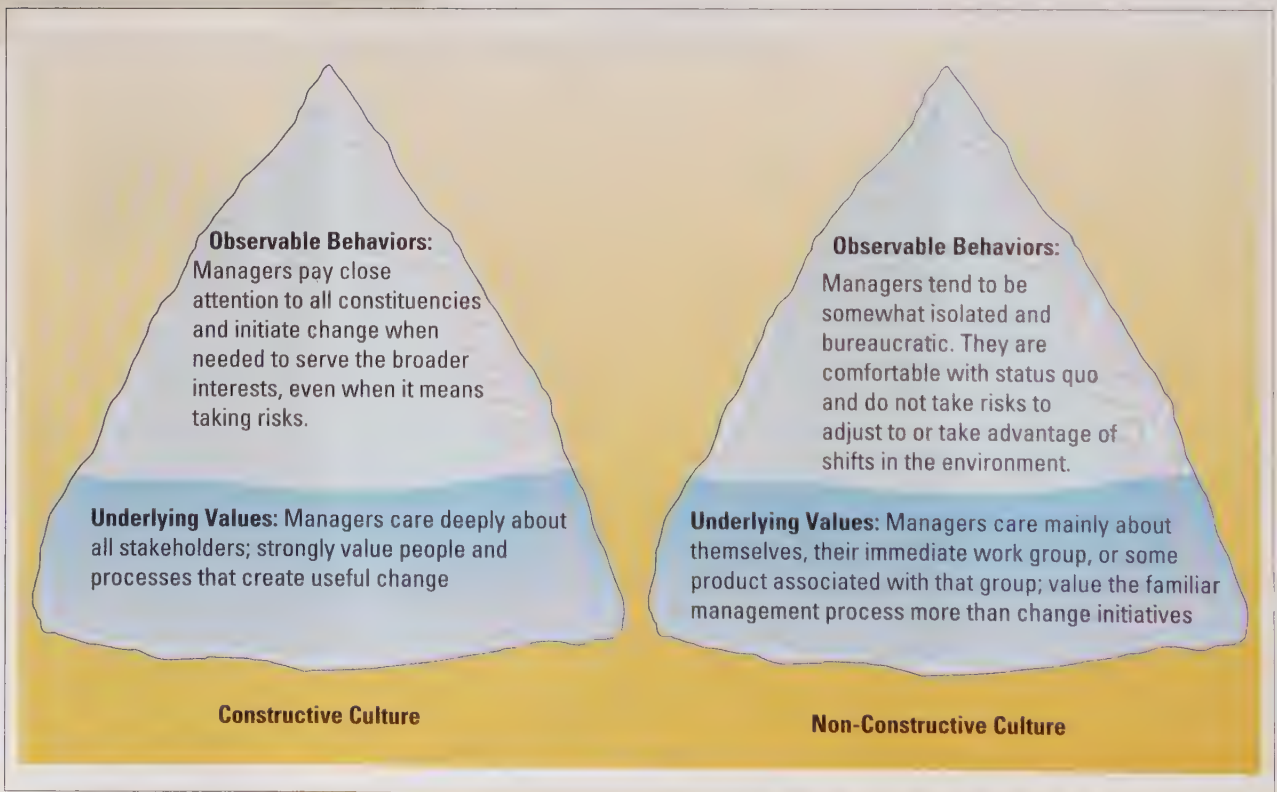 Observable Behaviors:
Managers pay close
attention to all constituencies
and initiate change when
needed to serve the broader
interests, even when it means
taking risks.
Underlying Values: Managers care deeply about
all stakeholders; strongly value people and
processes that create useful change
Constructive Culture
Observable Behaviors:
Managers tend to be
somewhat isolated and
bureaucratic. They are
comfortable with status quo
and do not take risks to
adjust to or take advantage of
shifts in the environment.
Underlying Values: Managers care mainly about
themselves, their immediate work group, or some
product associated with that group; value the familiar
management process more than change initiatives
Non-Constructive Culture